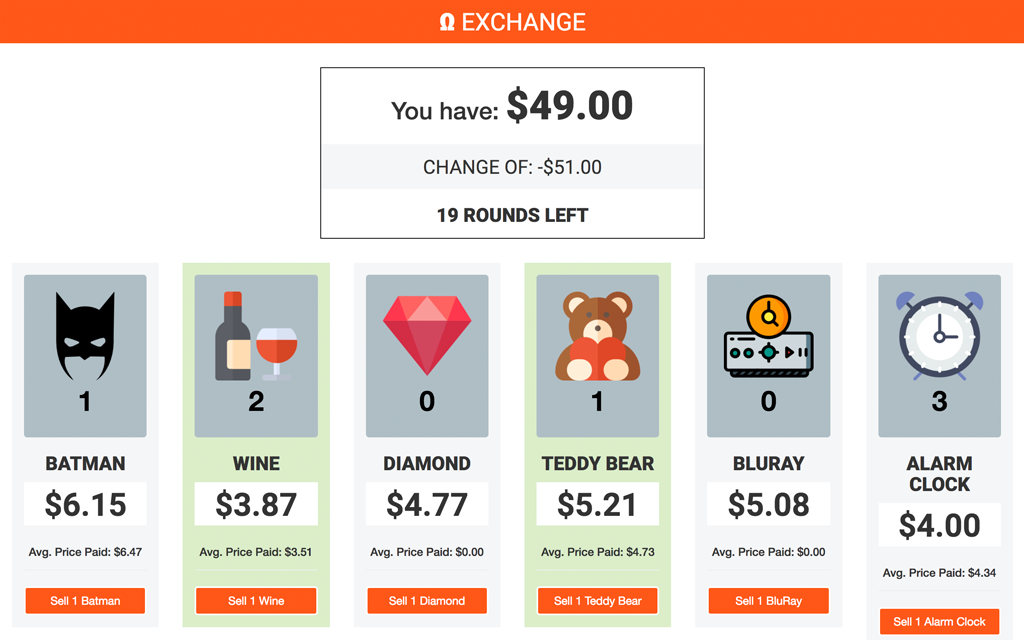 EXCHANGE
You have: $49.00
CHANGE OF: -$51.00
19 ROUNDS LEFT
1
BATMAN
$6.15
Avg. Price Paid: $6.47
Sell 1 Batman
2
WINE
$3.87
Avg. Price Paid: $3.51
Sell 1 Wine
0
DIAMOND
$4.77
Avg. Price Paid: $0.00
Sell 1 Diamond
1
TEDDY BEAR
$5.21
Avg. Price Paid: $4.73
Sell 1 Teddy Bear
0
BLURAY
$5.08
Avg. Price Paid: $0.00
Sell 1 BluRay
3
ALARM
CLOCK
$4.00
Avg. Price Paid: $4.34
Sell 1 Alarm Clock